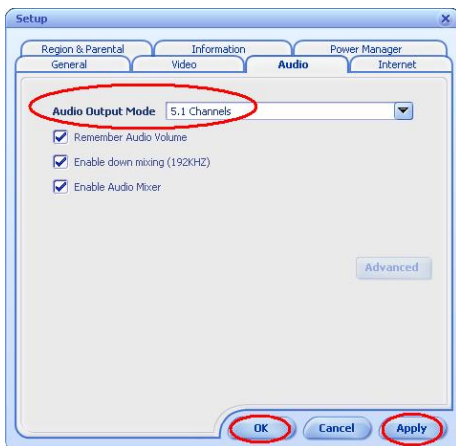 Setup
Region & Parental Information Power Manager
General Video Audio Internet
Audio Output Mode 5.1 Channels
Remember Audio Volume
Enable down mixing (192KHZ)
Enable Audio Mixer
Advanced
OK Cancel Apply